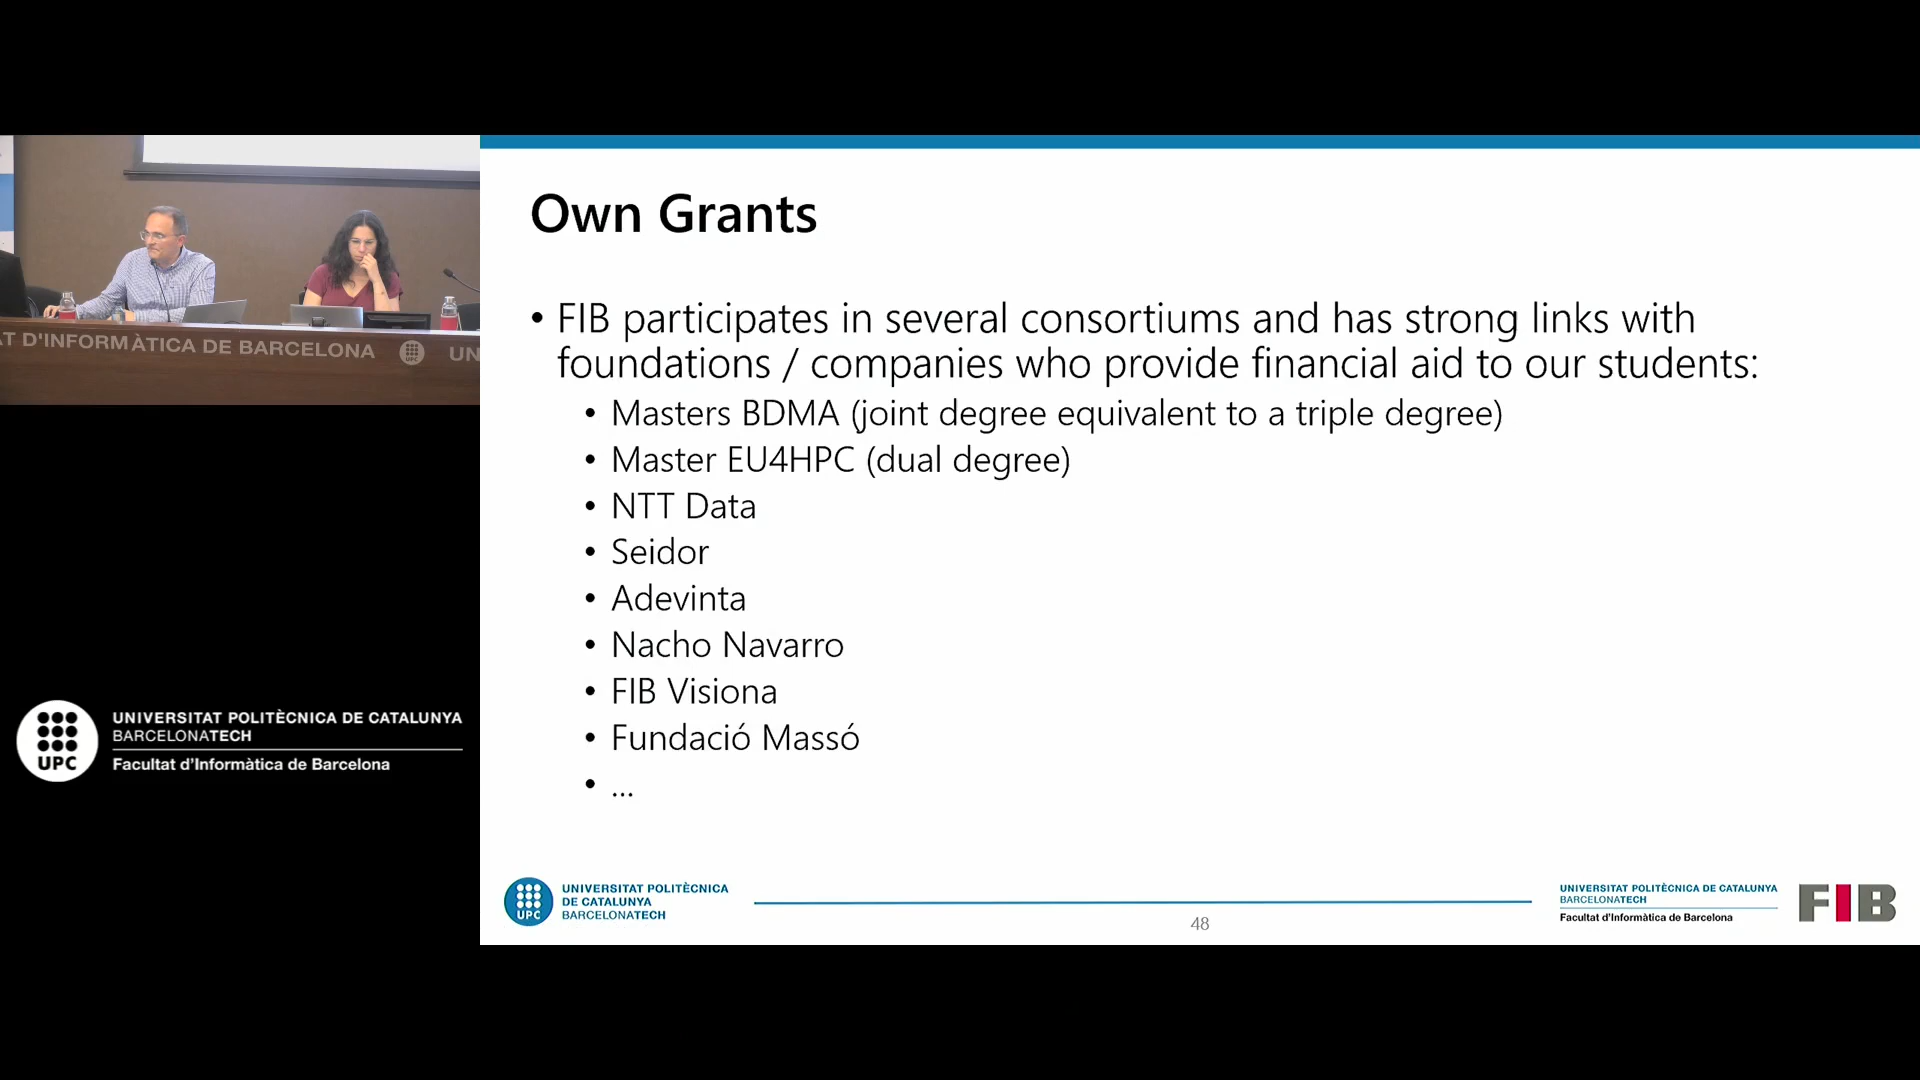 AT D'INFORMÀTICA DE BARCELONA
UPC
UN
UPC
UNIVERSITAT POLITÈCNICA DE CATALUNYA
BARCELONATECH
Facultat d'Informàtica de Barcelona
Own Grants
• FIB participates in several consortiums and has strong links with
foundations / companies who provide financial aid to our students:
• Masters BDMA (joint degree equivalent to a triple degree)
• Master EU4HPC (dual degree)
• NTT Data
• Seidor
• Adevinta
• Nacho Navarro
• FIB Visiona
• Fundació Massó
• ...
UPC
UNIVERSITAT POLITÈCNICA
DE CATALUNYA
BARCELONATECH
48
UNIVERSITAT POLITÈCNICA DE CATALUNYA
BARCELONATECH
Facultat d'Informàtica de Barcelona
FIB